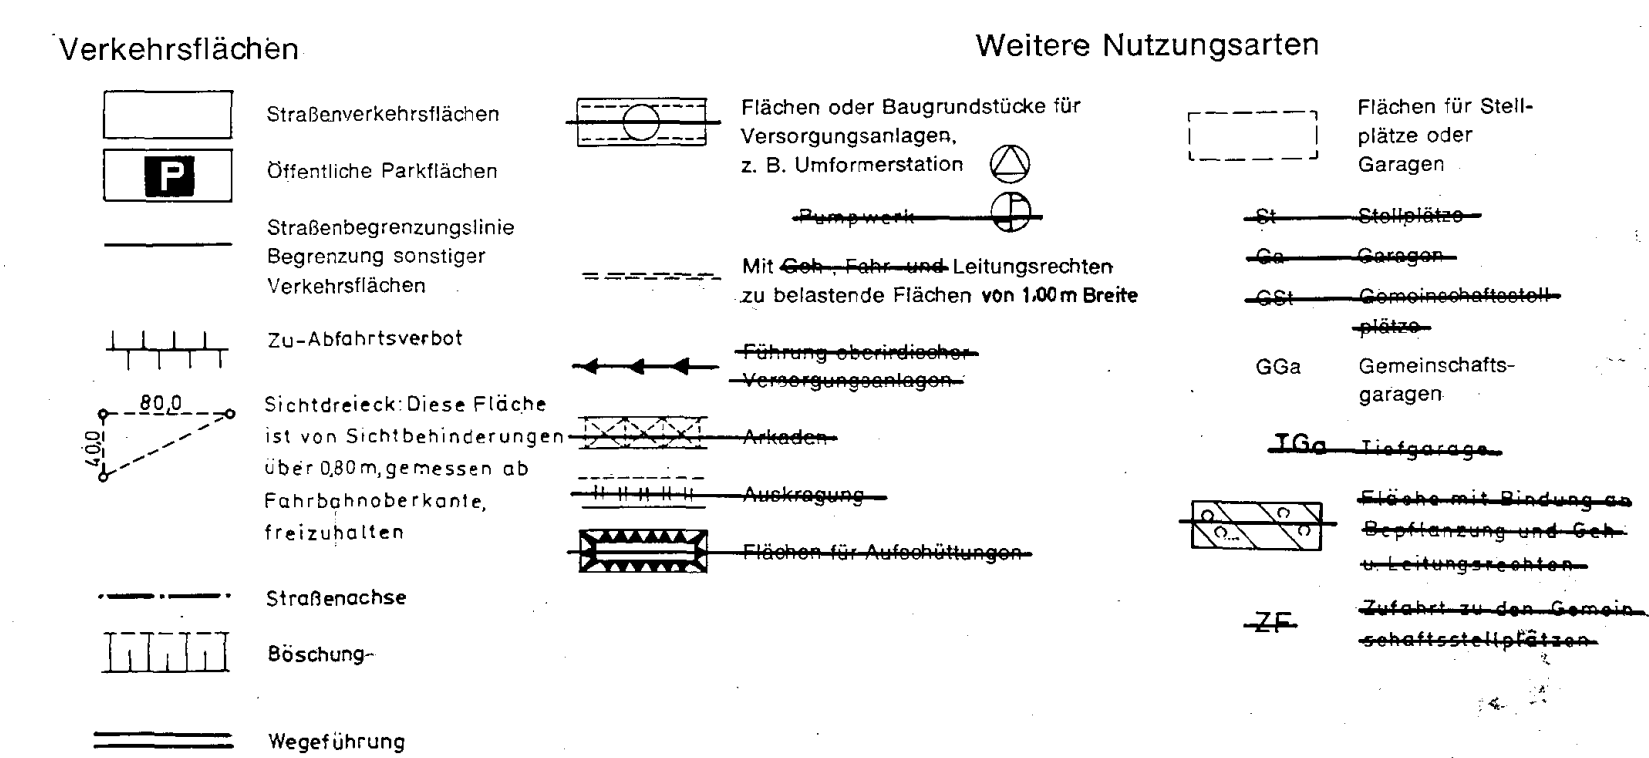 Verkehrsflächen
Straßenverkehrsflächen
P
Öffentliche Parkflächen
Straßenbegrenzungslinie
Begrenzung sonstiger
Verkehrsflächen
Zu-Abfahrtsverbot
80,0
40,0
Sichtdreieck: Diese Fläche
ist von Sichtbehinderungen
über 0,80 m, gemessen ab
Fahrbahnoberkante,
freizuhalten
Straßenachse
Böschung
Wegeführung
Flächen oder Baugrundstücke für
Versorgungsanlagen,
z. B. Umformerstation
Pumpwerk
Mit Geh-, Fahr- und Leitungsrechten
zu belastende Flächen von 1,00 m Breite
Führung oberirdischer
Versorgungsanlagen
Arkaden
Auskragung
Flächen für Aufschüttungen
Weitere Nutzungsarten
Flächen für Stell-
plätze oder
Garagen
St Stellplätze
Ga Garagen
GSt Gemeinschaftsstell-
plätze
GGa Gemeinschafts-
garagen
TGa Tiefgarage
Fläche mit Bindung an
Bepflanzung und Geh-
u. Leitungsrechten
ZF Zufahrt zu den Gemein-
schaftsstellplätzen